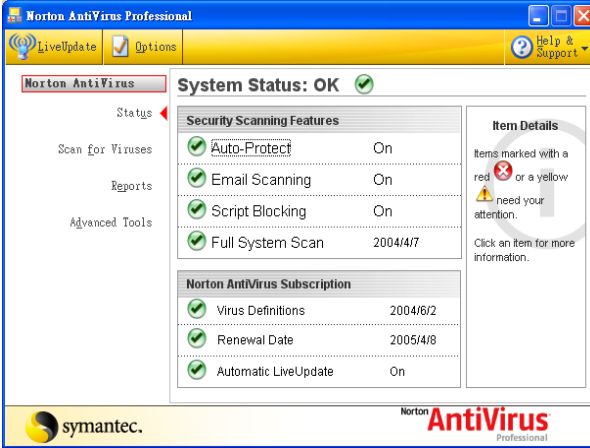 Norton AntiVirus Professional
LiveUpdate Options Help &
Support
Norton AntiVirus
Status
Scan for Viruses
Reports
Advanced Tools
System Status: OK
Security Scanning Features
Auto-Protect On
Email Scanning On
Script Blocking On
Full System Scan 2004/4/7
Norton AntiVirus Subscription
Virus Definitions 2004/6/2
Renewal Date 2005/4/8
Automatic LiveUpdate On
Item Details
Items marked with a
red or a yellow
need your
attention.
Click an item for more
information.
symantec.
Norton AntiVirus
Professional